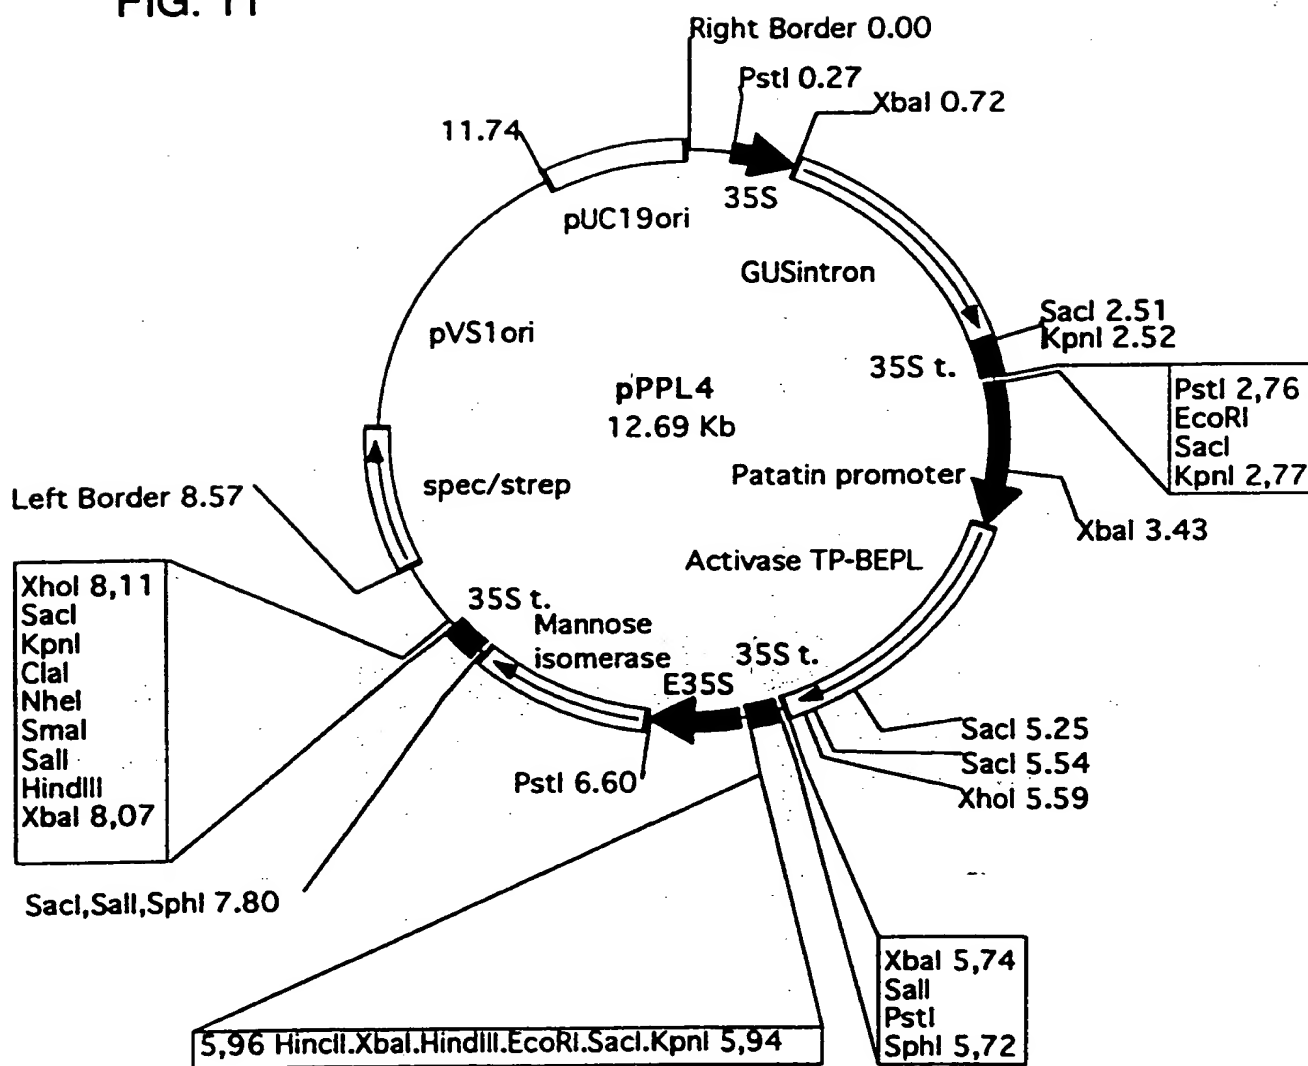 FIG. 11
Right Border 0.00
PstI 0.27
XbaI 0.72
11.74
35S
pUC19ori
GUSintron
SacI 2.51
KpnI 2.52
pVS1ori
35S t.
pPPL4
12.69 Kb
PstI 2,76
EcoRI
SacI
KpnI 2,77
Patatin promoter
spec/strep
Left Border 8.57
XbaI 3.43
Activase TP-BEPL
XhoI 8,11
SacI
KpnI
ClaI
NheI
SmaI
SalI
HindIII
XbaI 8,07
35S t.
Mannose
isomerase
35S t.
E35S
SacI 5.25
SacI 5.54
XhoI 5.59
PstI 6.60
SacI,SalI,SphI 7.80
XbaI 5,74
SalI
PstI
SphI 5,72
5,96 HincII.XbaI.HindIII.EcoRI.SacI.KpnI 5,94